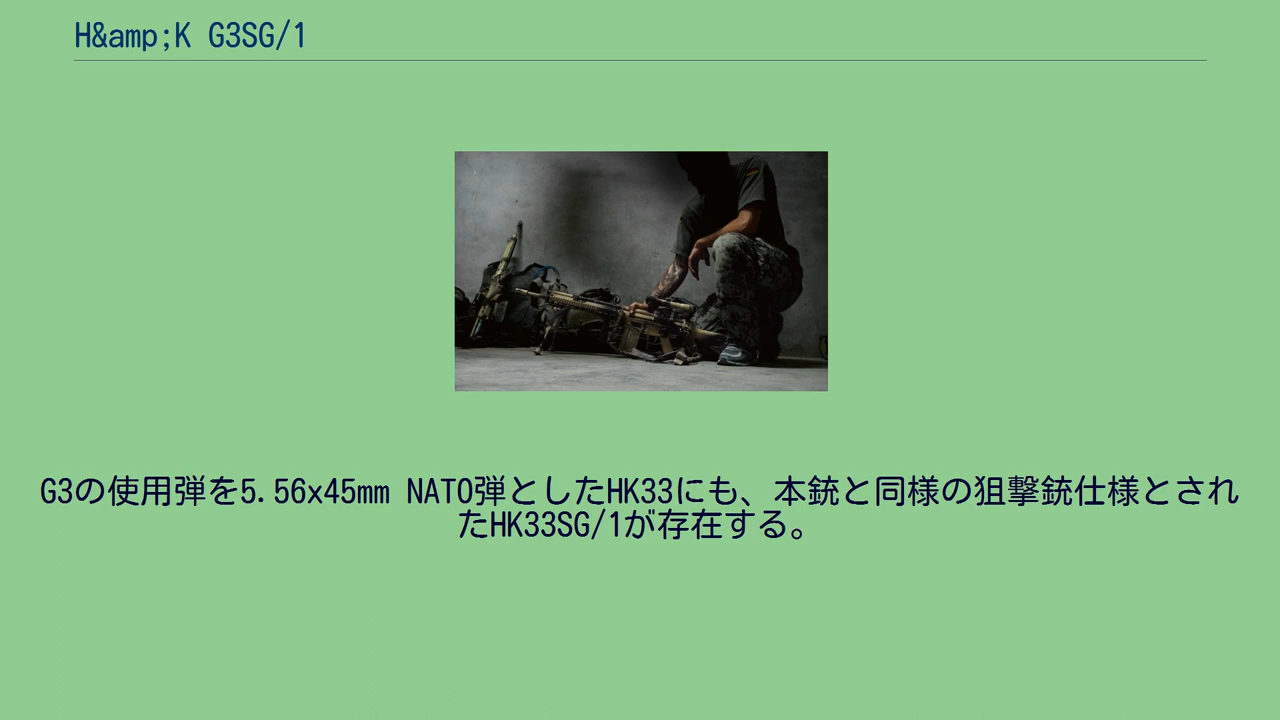 H&amp;K G3SG/1
G3の使用弾を5.56x45mm NATO弾としたHK33にも、本銃と同様の狙撃銃仕様とされ
たHK33SG/1が存在する。